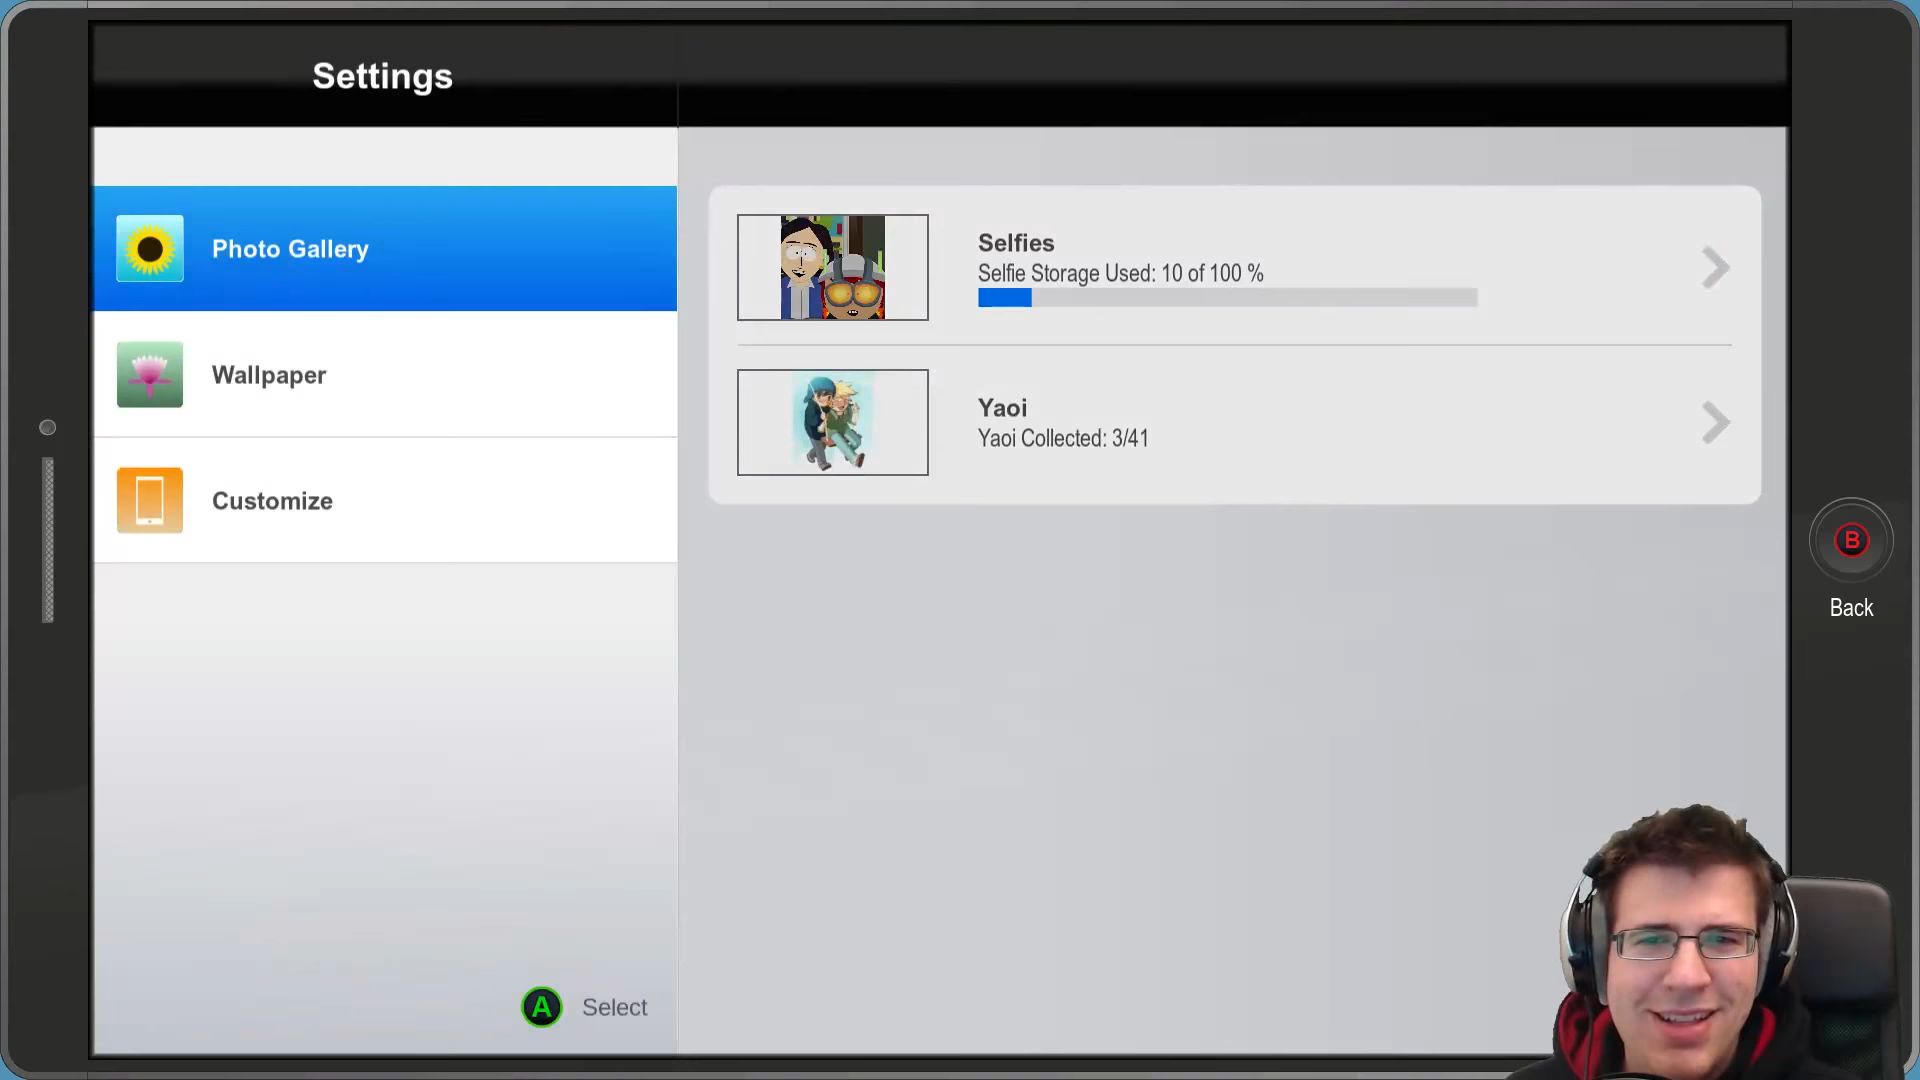 Settings
Photo Gallery
Wallpaper
Customize
Selfies
Selfie Storage Used: 10 of 100 %
Yaoi
Yaoi Collected: 3/41
B
Back
A Select